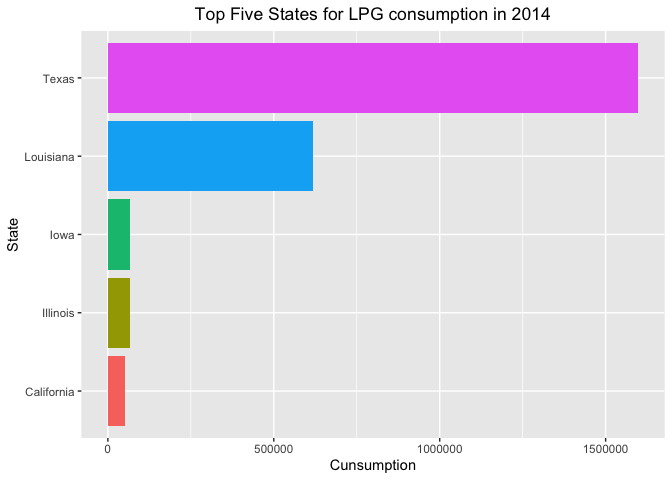 Top Five States for LPG consumption in 2014
Texas
Louisiana
Iowa
Illinois
California
State
0 500000 1000000 1500000
Cunsumption